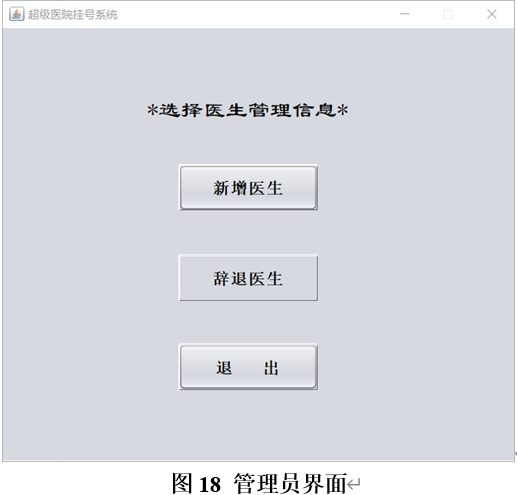 超级医院挂号系统
*选择医生管理信息*
新增医生
辞退医生
退 出
图 18 管理员界面